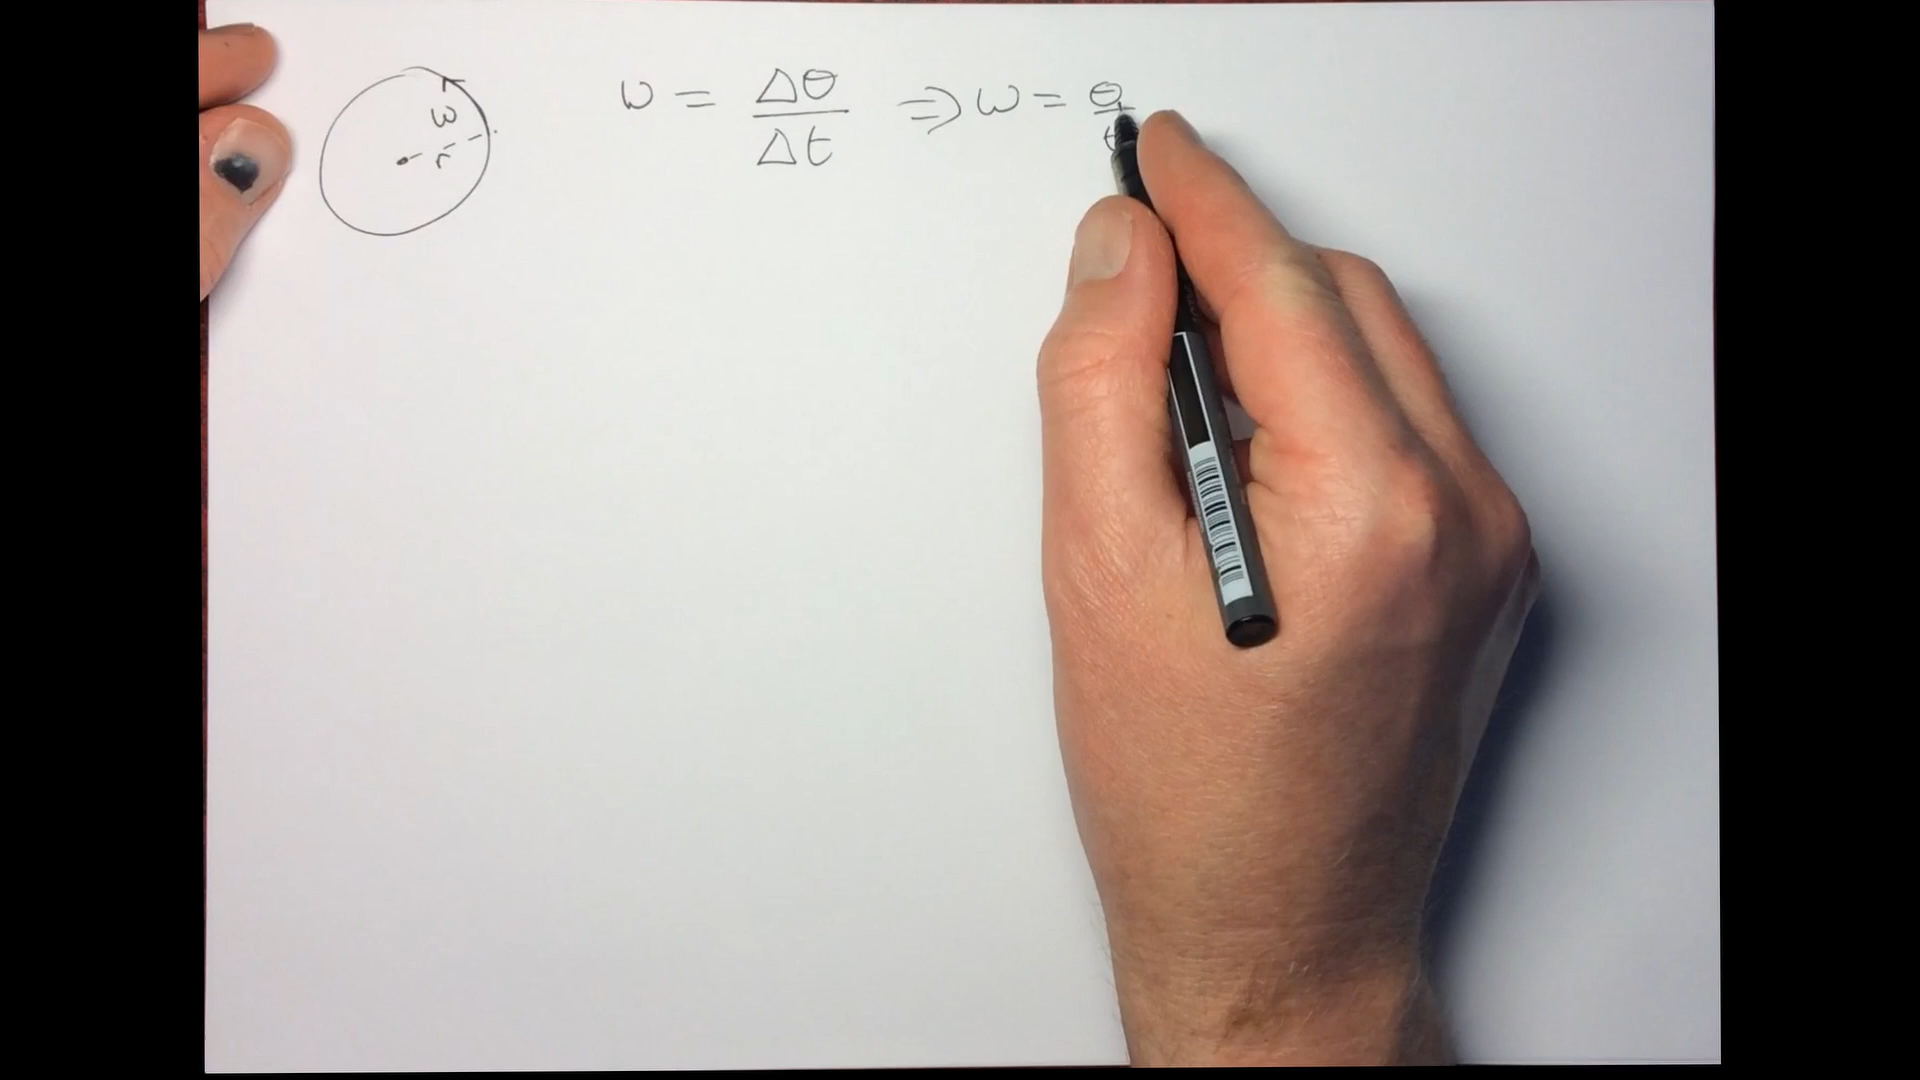 ω
r
ω = Δθ / Δt ⇒ ω = θ / t